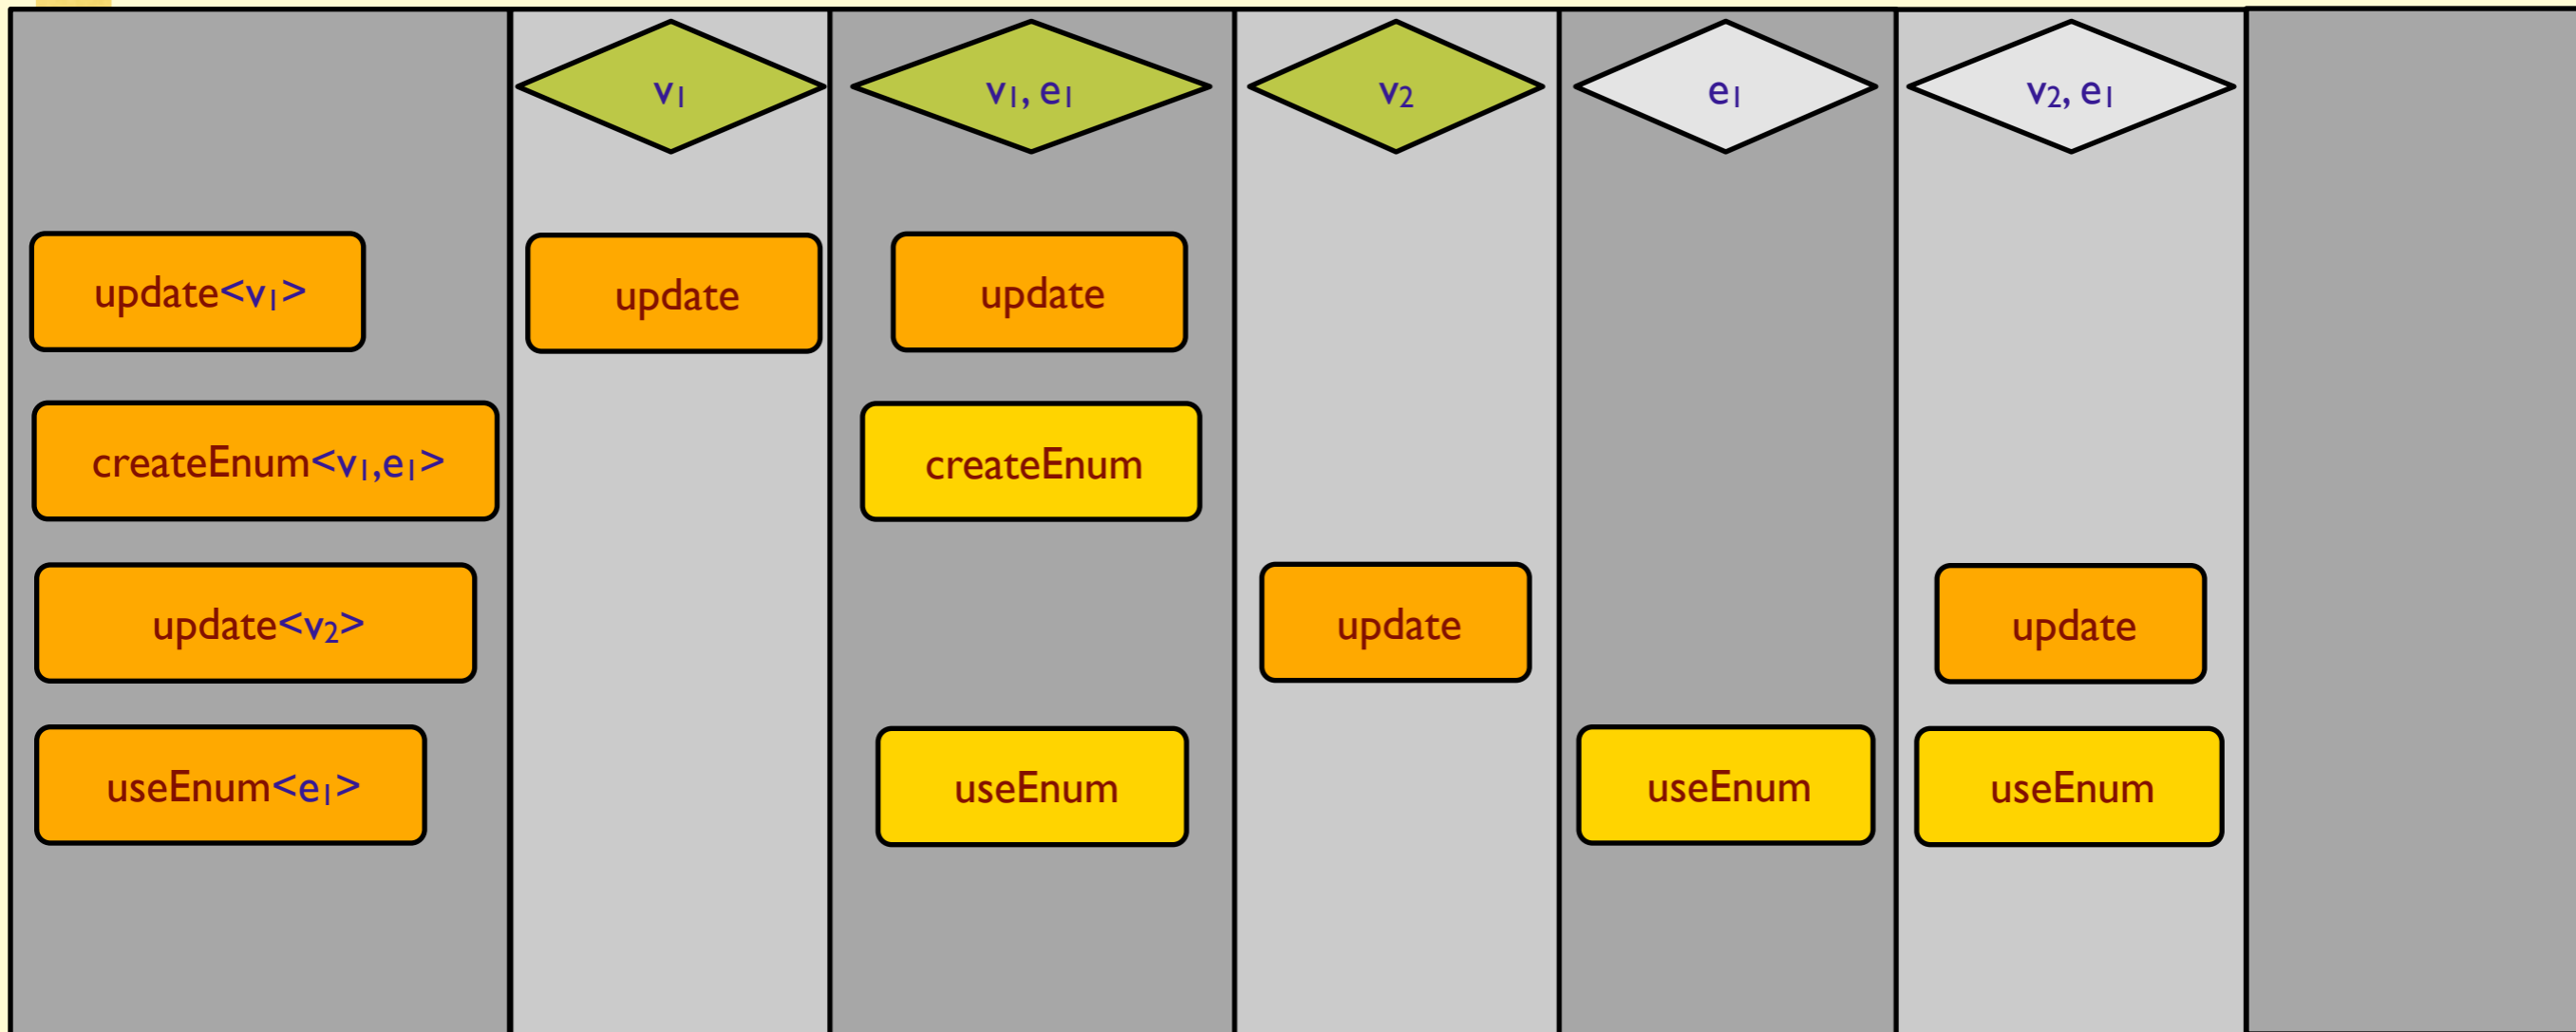 v₁
v₁, e₁
v₂
e₁
v₂, e₁
update<v₁>
update
update
createEnum<v₁,e₁>
createEnum
update<v₂>
update
update
useEnum<e₁>
useEnum
useEnum
useEnum